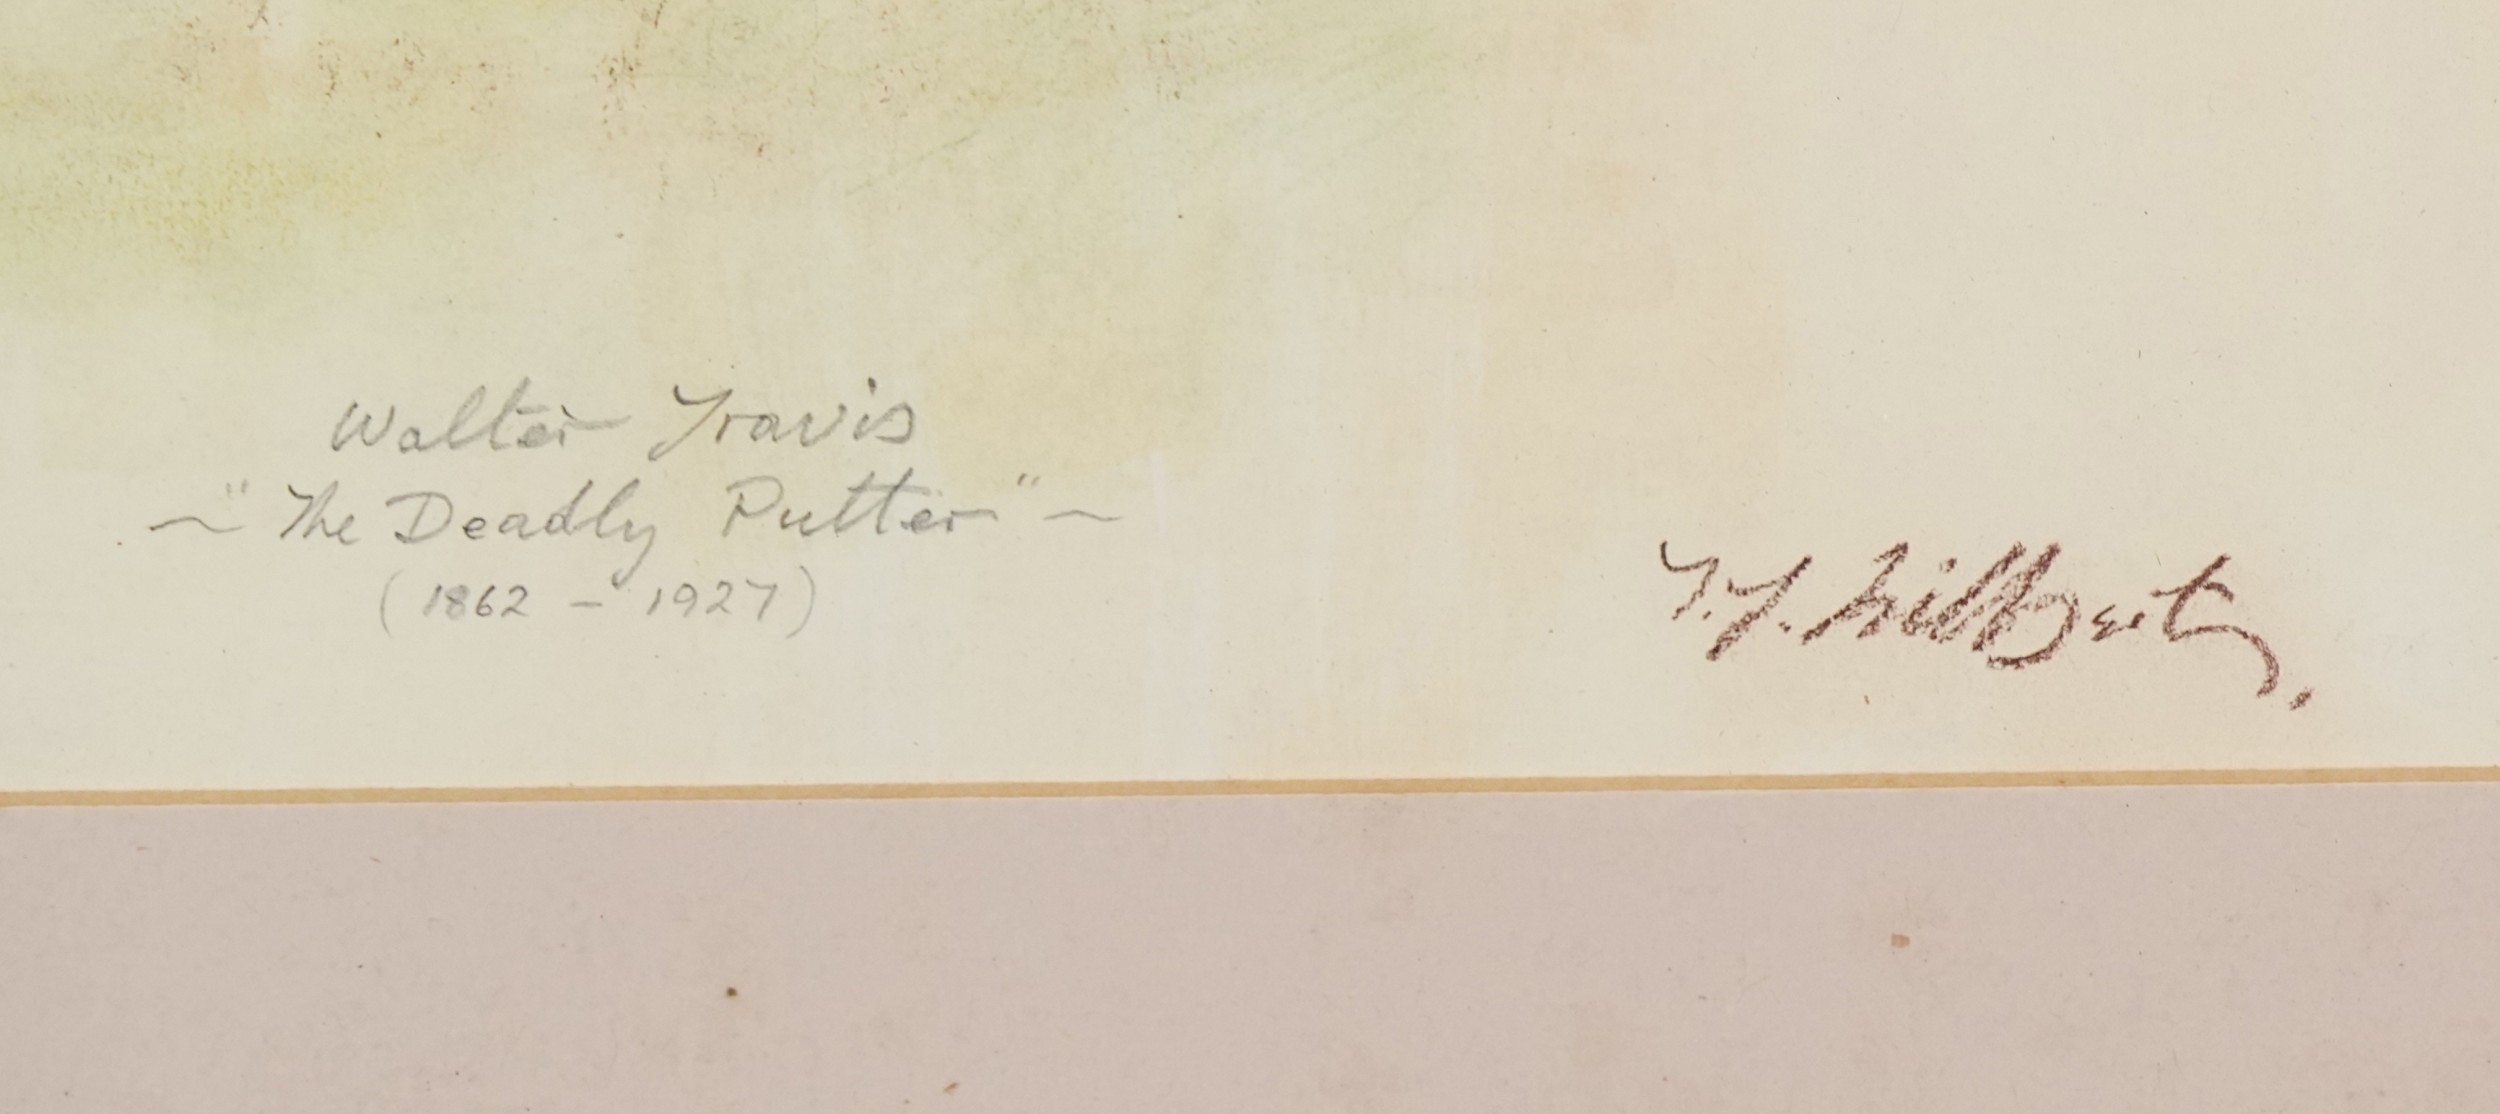 Walter Travis
~ "The Deadly Putter" ~
(1862 - 1927)